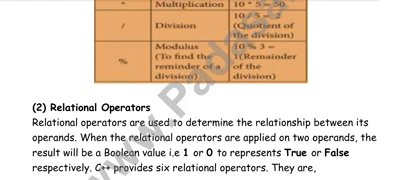 * Multiplication 10 * 5 = 50
/ Division 10 / 5 = 2
(Quotient of
the division)
% Modulus 10 % 3 =
(To find the 1(Remainder
reminder of a of the
division) division)
(2) Relational Operators
Relational operators are used to determine the relationship between its
operands. When the relational operators are applied on two operands, the
result will be a Boolean value i.e 1 or 0 to represents True or False
respectively. C++ provides six relational operators. They are,